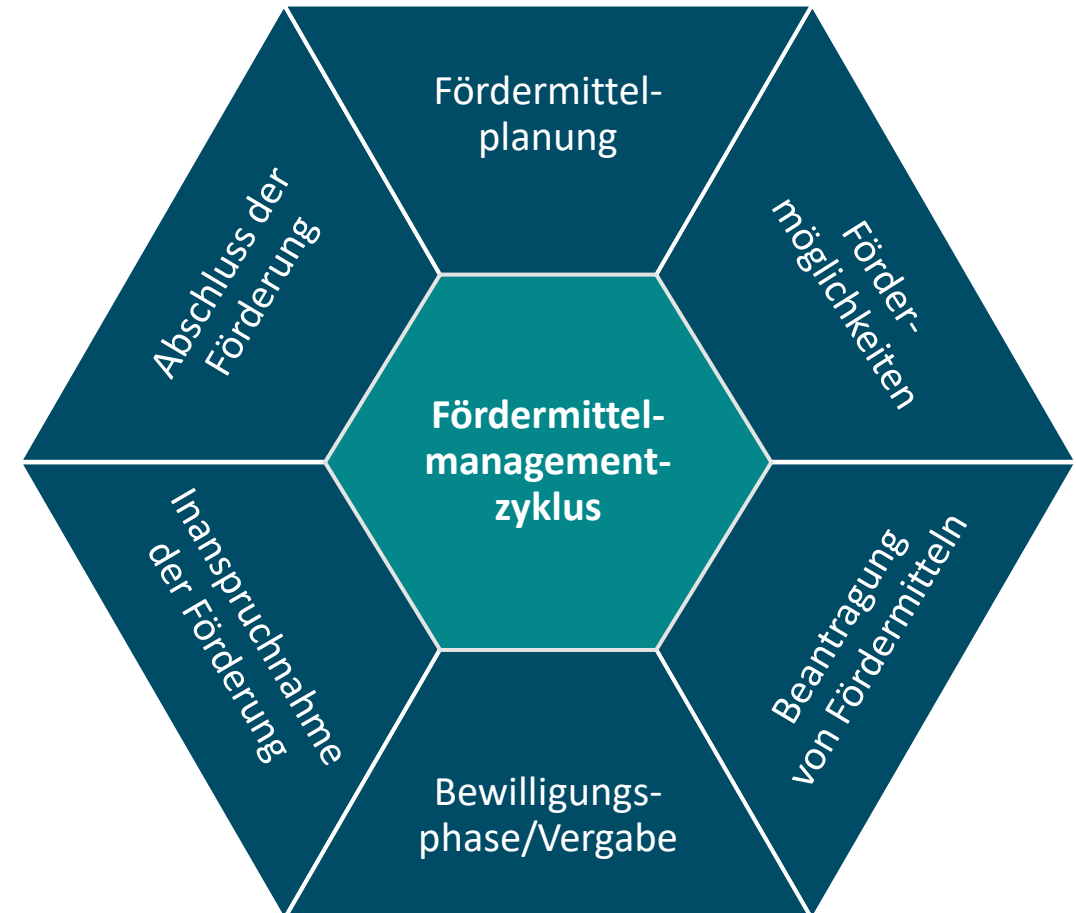 Fördermittel-
planung
Förder-
möglichkeiten
Beantragung
von Fördermitteln
Bewilligungs-
phase/Vergabe
Inanspruchnahme
der Förderung
Abschluss der
Förderung
Fördermittel-
management-
zyklus